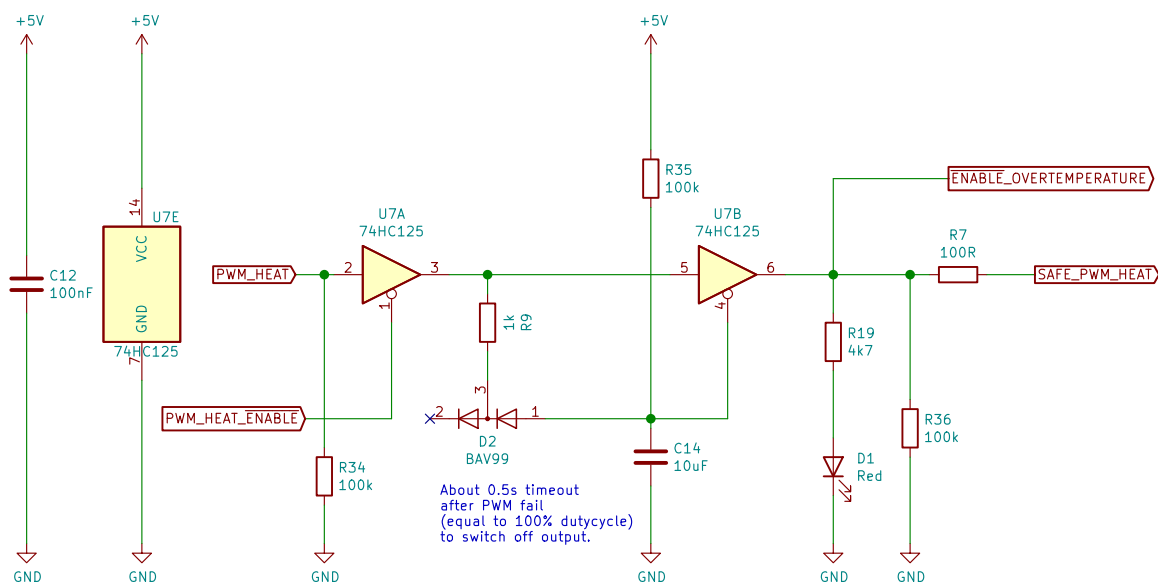 +5V
+5V
+5V
C12
100nF
14
U7E
VCC
GND
74HC125
7
PWM_HEAT
2
U7A
74HC125
3
1
PWM_HEAT_ENABLE
R34
100k
1k
R9
3
2
1
D2
BAV99
About 0.5s timeout
after PWM fail
(equal to 100% dutycycle)
to switch off output.
R35
100k
U7B
74HC125
5
6
4
C14
10uF
ENABLE_OVERTEMPERATURE
R7
100R
SAFE_PWM_HEAT
R19
4k7
D1
Red
R36
100k
GND
GND
GND
GND
GND
GND